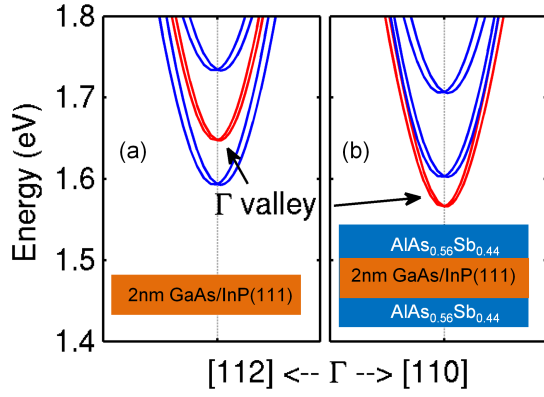 Energy (eV)
1.8
1.7
1.6
1.5
1.4
(a)
(b)
Γ valley
2nm GaAs/InP(111)
AlAs0.56Sb0.44
2nm GaAs/InP(111)
AlAs0.56Sb0.44
[112] <-- Γ --> [110]